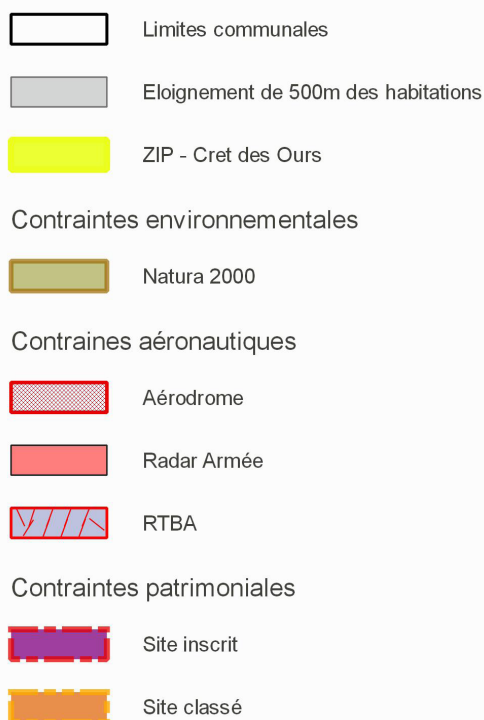 Limites communales
Eloignement de 500m des habitations
ZIP - Cret des Ours
Contraintes environnementales
Natura 2000
Contraines aéronautiques
Aérodrome
Radar Armée
RTBA
Contraintes patrimoniales
Site inscrit
Site classé